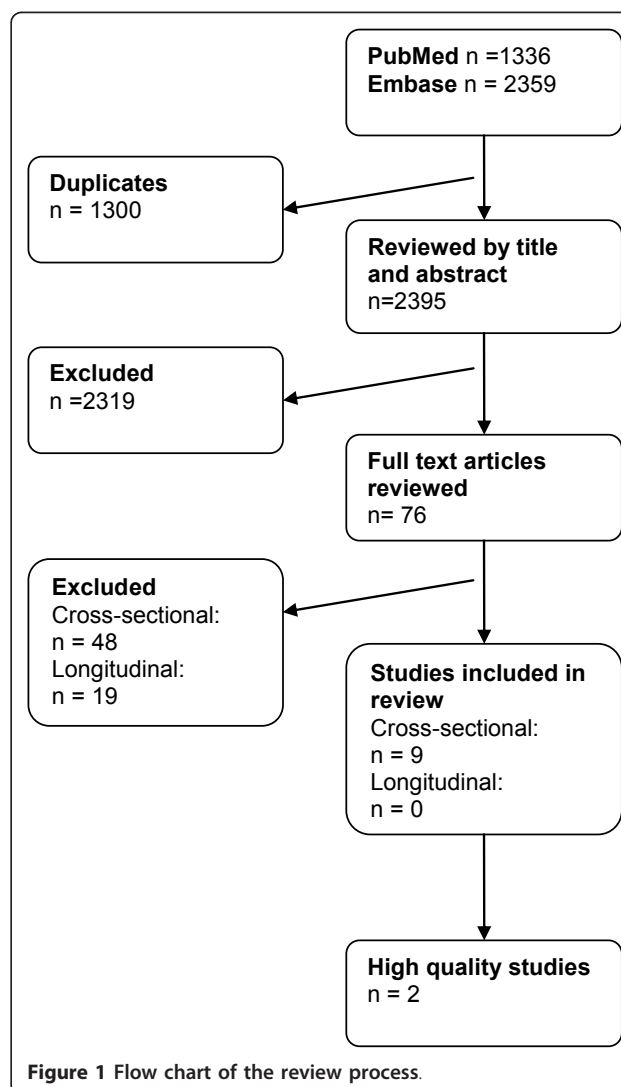 PubMed n =1336
Embase n = 2359
Duplicates
n = 1300
Reviewed by title
and abstract
n=2395
Excluded
n =2319
Full text articles
reviewed
n= 76
Excluded
Cross-sectional:
n = 48
Longitudinal:
n = 19
Studies included in
review
Cross-sectional:
n = 9
Longitudinal:
n = 0
High quality studies
n = 2
Figure 1 Flow chart of the review process.